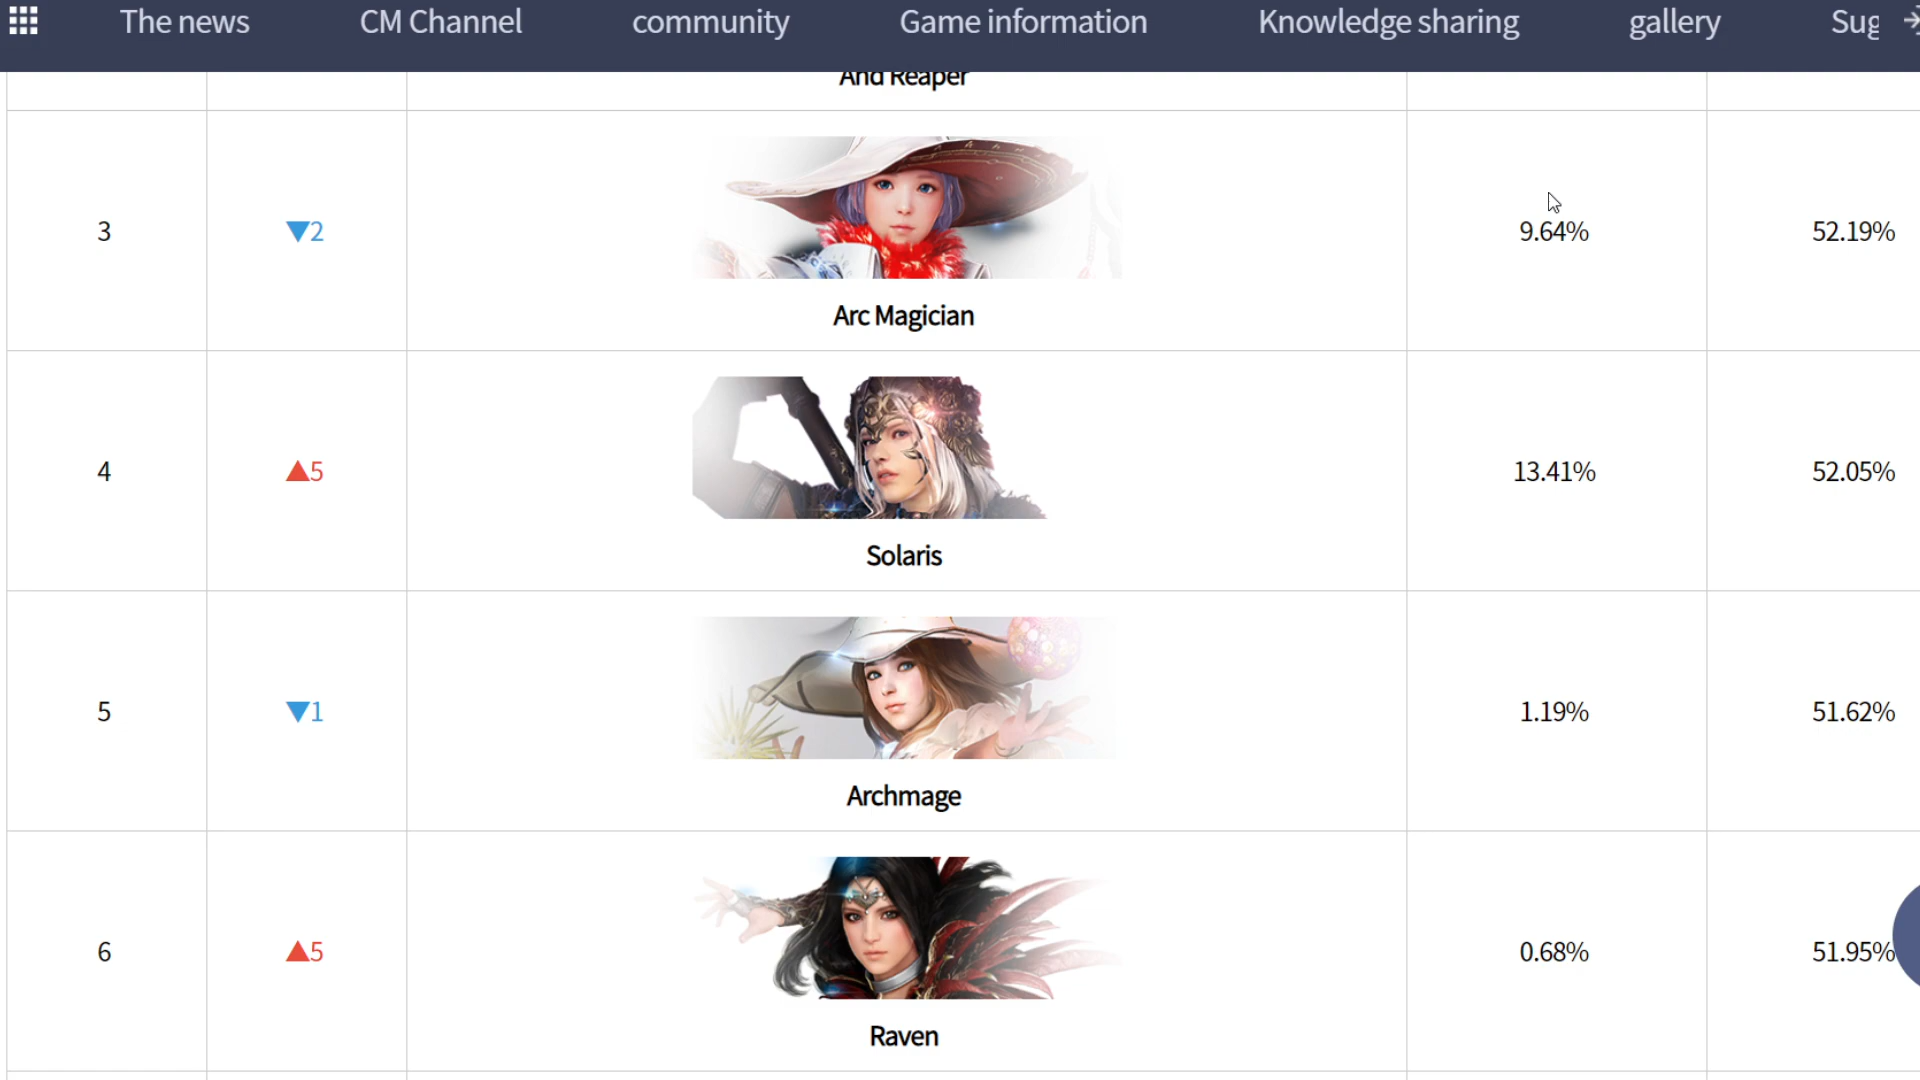 The news CM Channel community Game information Knowledge sharing gallery Sug
And Reaper
3 ▼2 9.64% 52.19%
Arc Magician
4 ▲5 13.41% 52.05%
Solaris
5 ▼1 1.19% 51.62%
Archmage
6 ▲5 0.68% 51.95%
Raven